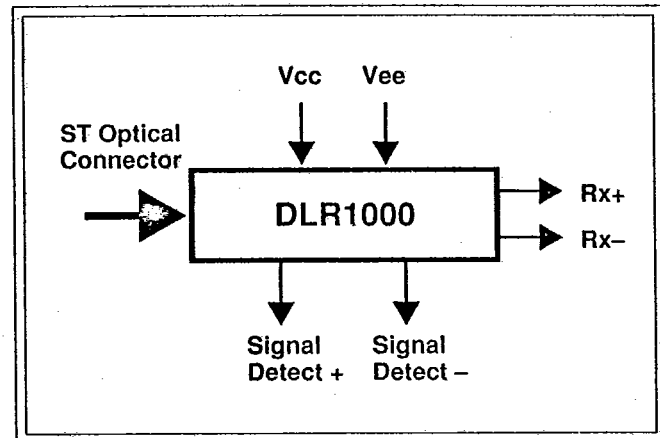 Vcc Vee
ST Optical
Connector
DLR1000
Rx+
Rx–
Signal Signal
Detect + Detect –